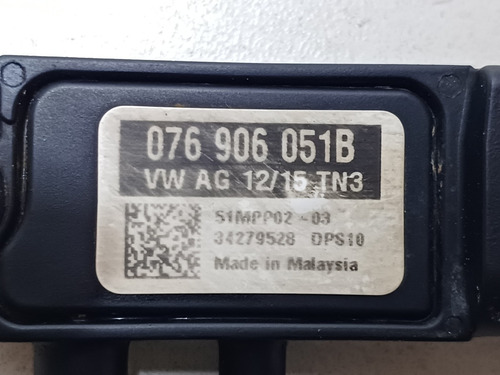 076 906 051B
VW AG 12/15 TN3
51MPP02-03
34279528 DPS10
Made in Malaysia